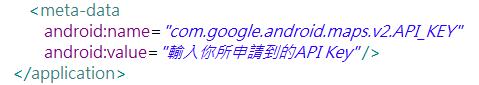 <meta-data
android:name="com.google.android.maps.v2.API_KEY"
android:value="輸入你所申請到的API Key"/>
</application>